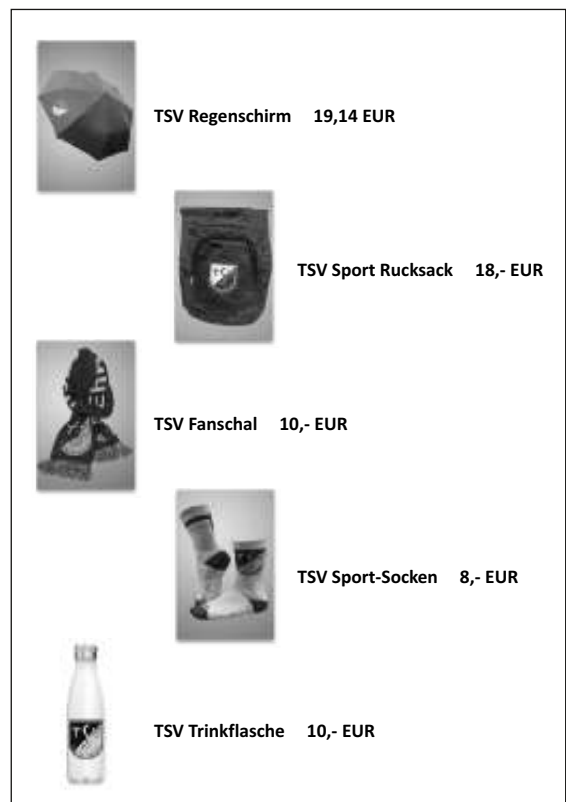 TSV Regenschirm 19,14 EUR
TSV Sport Rucksack 18,- EUR
TSV Fanschal 10,- EUR
TSV Sport-Socken 8,- EUR
TSV Trinkflasche 10,- EUR
TSV